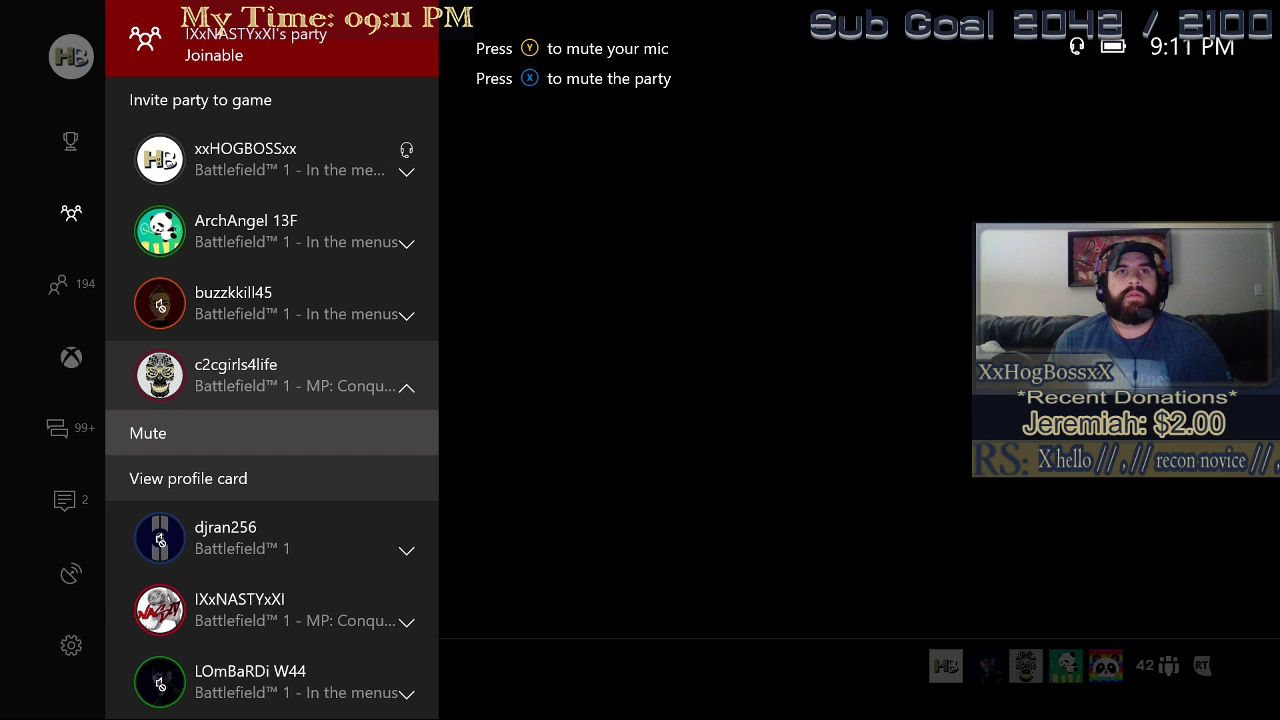 My Time: 09:11 PM
Sub Goal 2042 / 2100
9:11 PM
HB
IXxNASTYxXI's party
Joinable
Press Y to mute your mic
Press X to mute the party
Invite party to game
HB
xxHOGBOSSxx
Battlefield™ 1 - In the me...
ArchAngel 13F
Battlefield™ 1 - In the menus
194
buzzkkill45
Battlefield™ 1 - In the menus
c2cgirls4life
Battlefield™ 1 - MP: Conqu...
99+
Mute
View profile card
2
djran256
Battlefield™ 1
IXxNASTYxXI
Battlefield™ 1 - MP: Conqu...
LOmBaRDi W44
Battlefield™ 1 - In the menus
XxHogBossxX
*Recent Donations*
Jeremiah: $2.00
RS: X hello // , // recon novice // ,
HB
42
RT